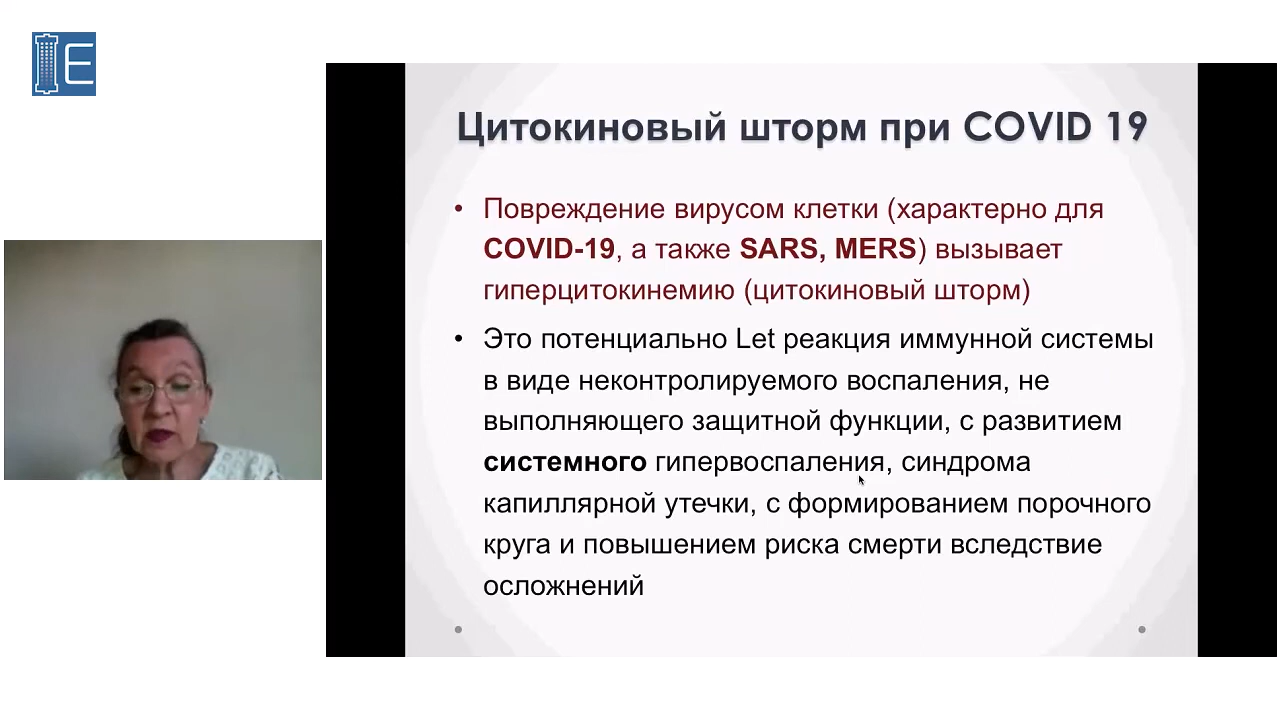 E
Цитокиновый шторм при COVID 19
• Повреждение вирусом клетки (характерно для
COVID-19, а также SARS, MERS) вызывает
гиперцитокинемию (цитокиновый шторм)
• Это потенциально Let реакция иммунной системы
в виде неконтролируемого воспаления, не
выполняющего защитной функции, с развитием
системного гипервоспаления, синдрома
капиллярной утечки, с формированием порочного
круга и повышением риска смерти вследствие
осложнений